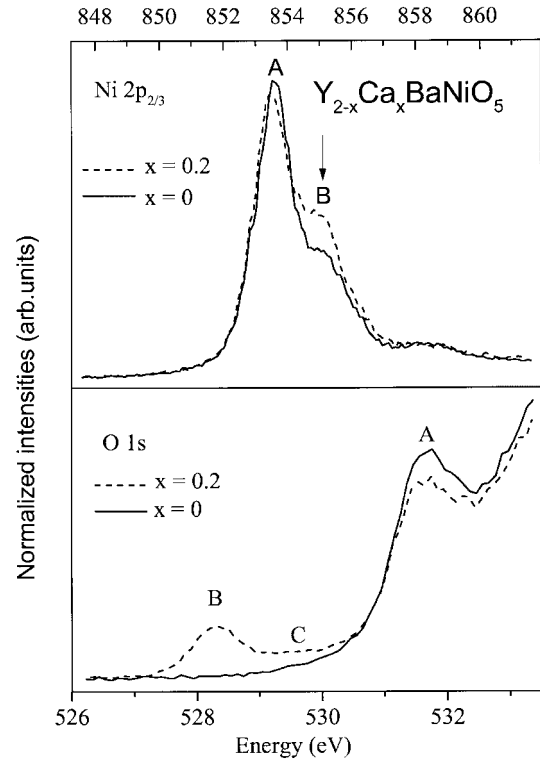 848 850 852 854 856 858 860
A
Ni 2p2/3
Y2-xCaxBaNiO5
x = 0.2
x = 0
B
Normalized intensities (arb.units)
O 1s
A
x = 0.2
x = 0
B
C
526 528 530 532
Energy (eV)